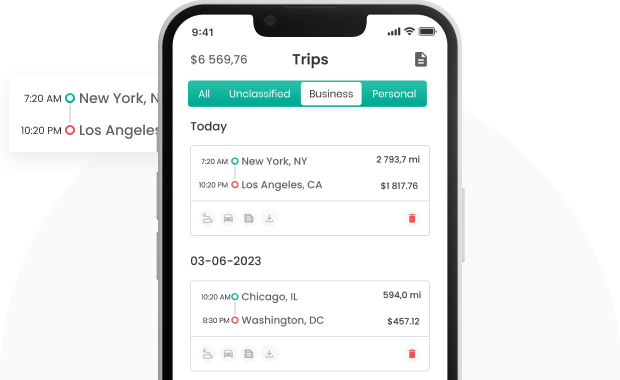 9:41
$6 569,76 Trips
All Unclassified Business Personal
7:20 AM New York, N
10:20 PM Los Angeles
Today
7:20 AM New York, NY 2 793,7 mi
10:20 PM Los Angeles, CA $1 817.76
03-06-2023
10:20 AM Chicago, IL 594,0 mi
8:30 PM Washington, DC $457.12